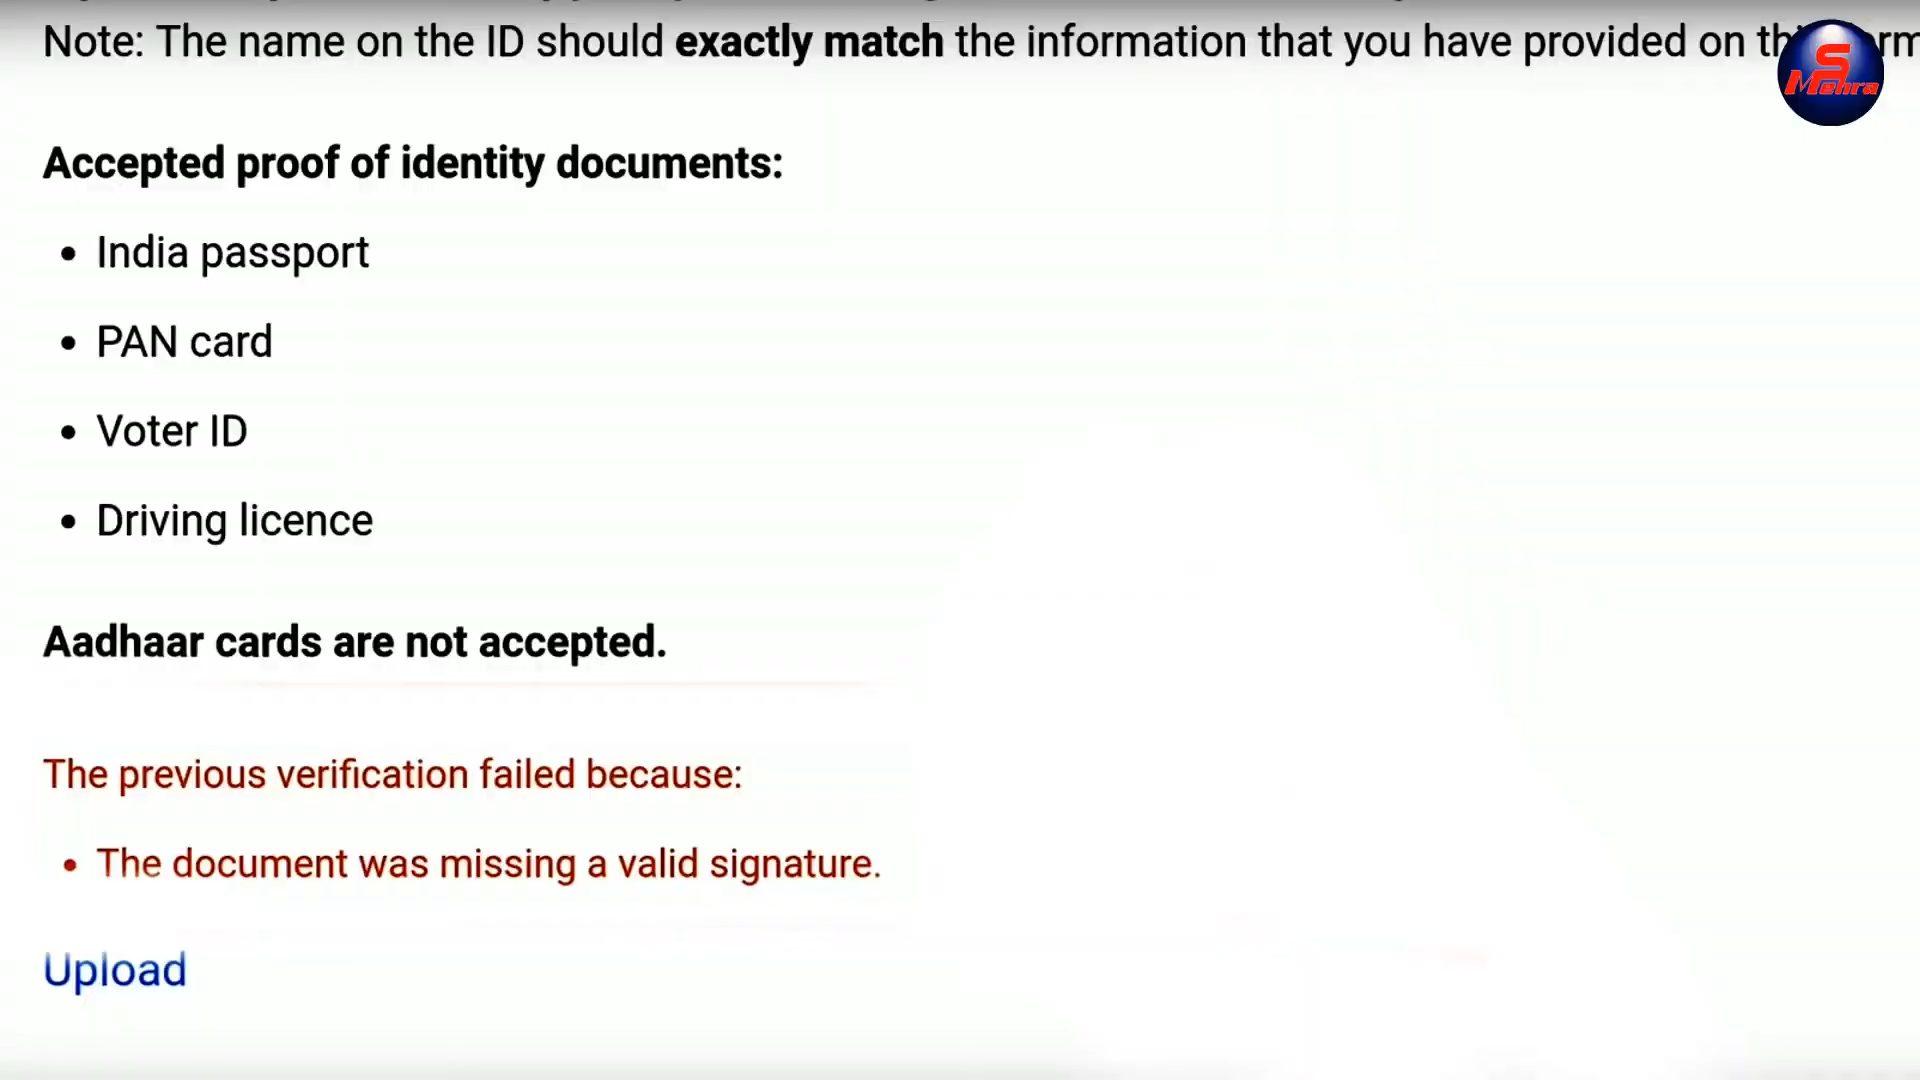 Note: The name on the ID should exactly match the information that you have provided on
S
Mehra
Accepted proof of identity documents:
• India passport
• PAN card
• Voter ID
• Driving licence
Aadhaar cards are not accepted.
The previous verification failed because:
• The document was missing a valid signature.
Upload